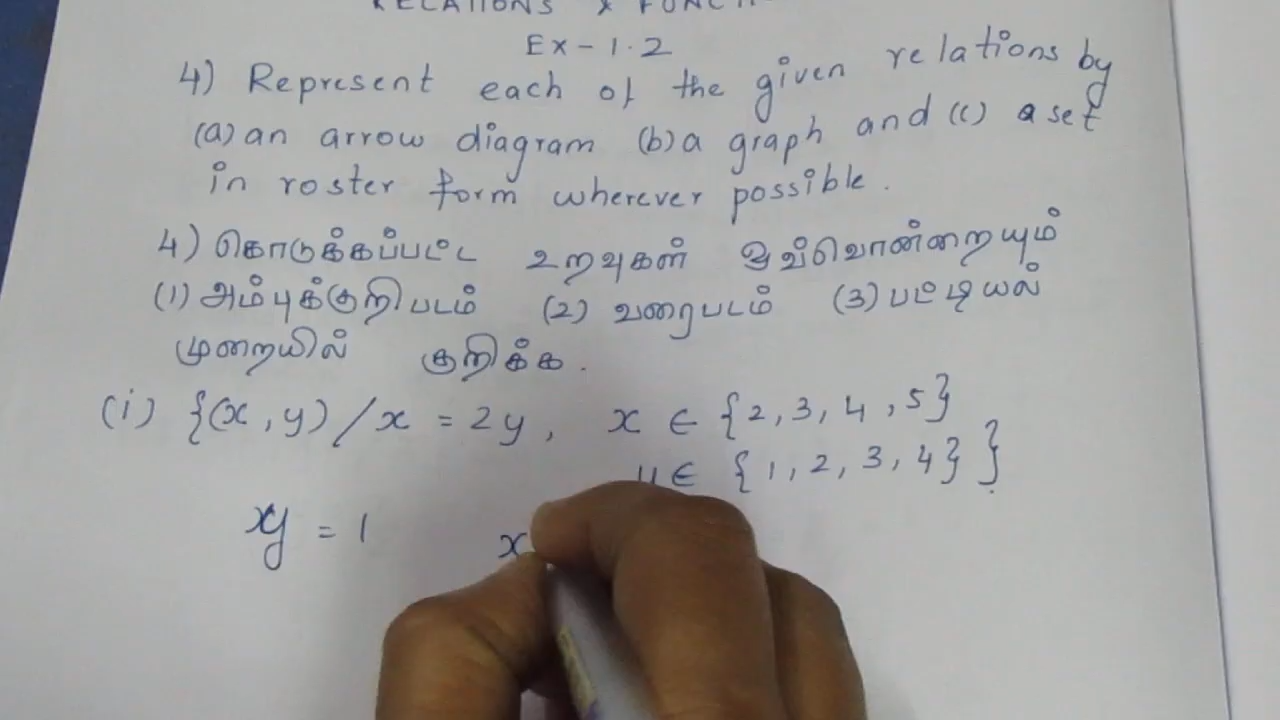 RELATIONS & FUNCTI
Ex-1.2
4) Represent each of the given relations by
(a) an arrow diagram (b) a graph and (c) a set
in roster form wherever possible.
4) கொடுக்கப்பட்ட உறவுகள் ஒவ்வொன்றையும்
(1) அம்புக்குறி படம் (2) வரைபடம் (3) பட்டியல்
முறையில் குறிக்க.
(i) {(x, y) / x = 2y, x ∈ {2, 3, 4, 5}
y ∈ {1, 2, 3, 4} }
y = 1 x